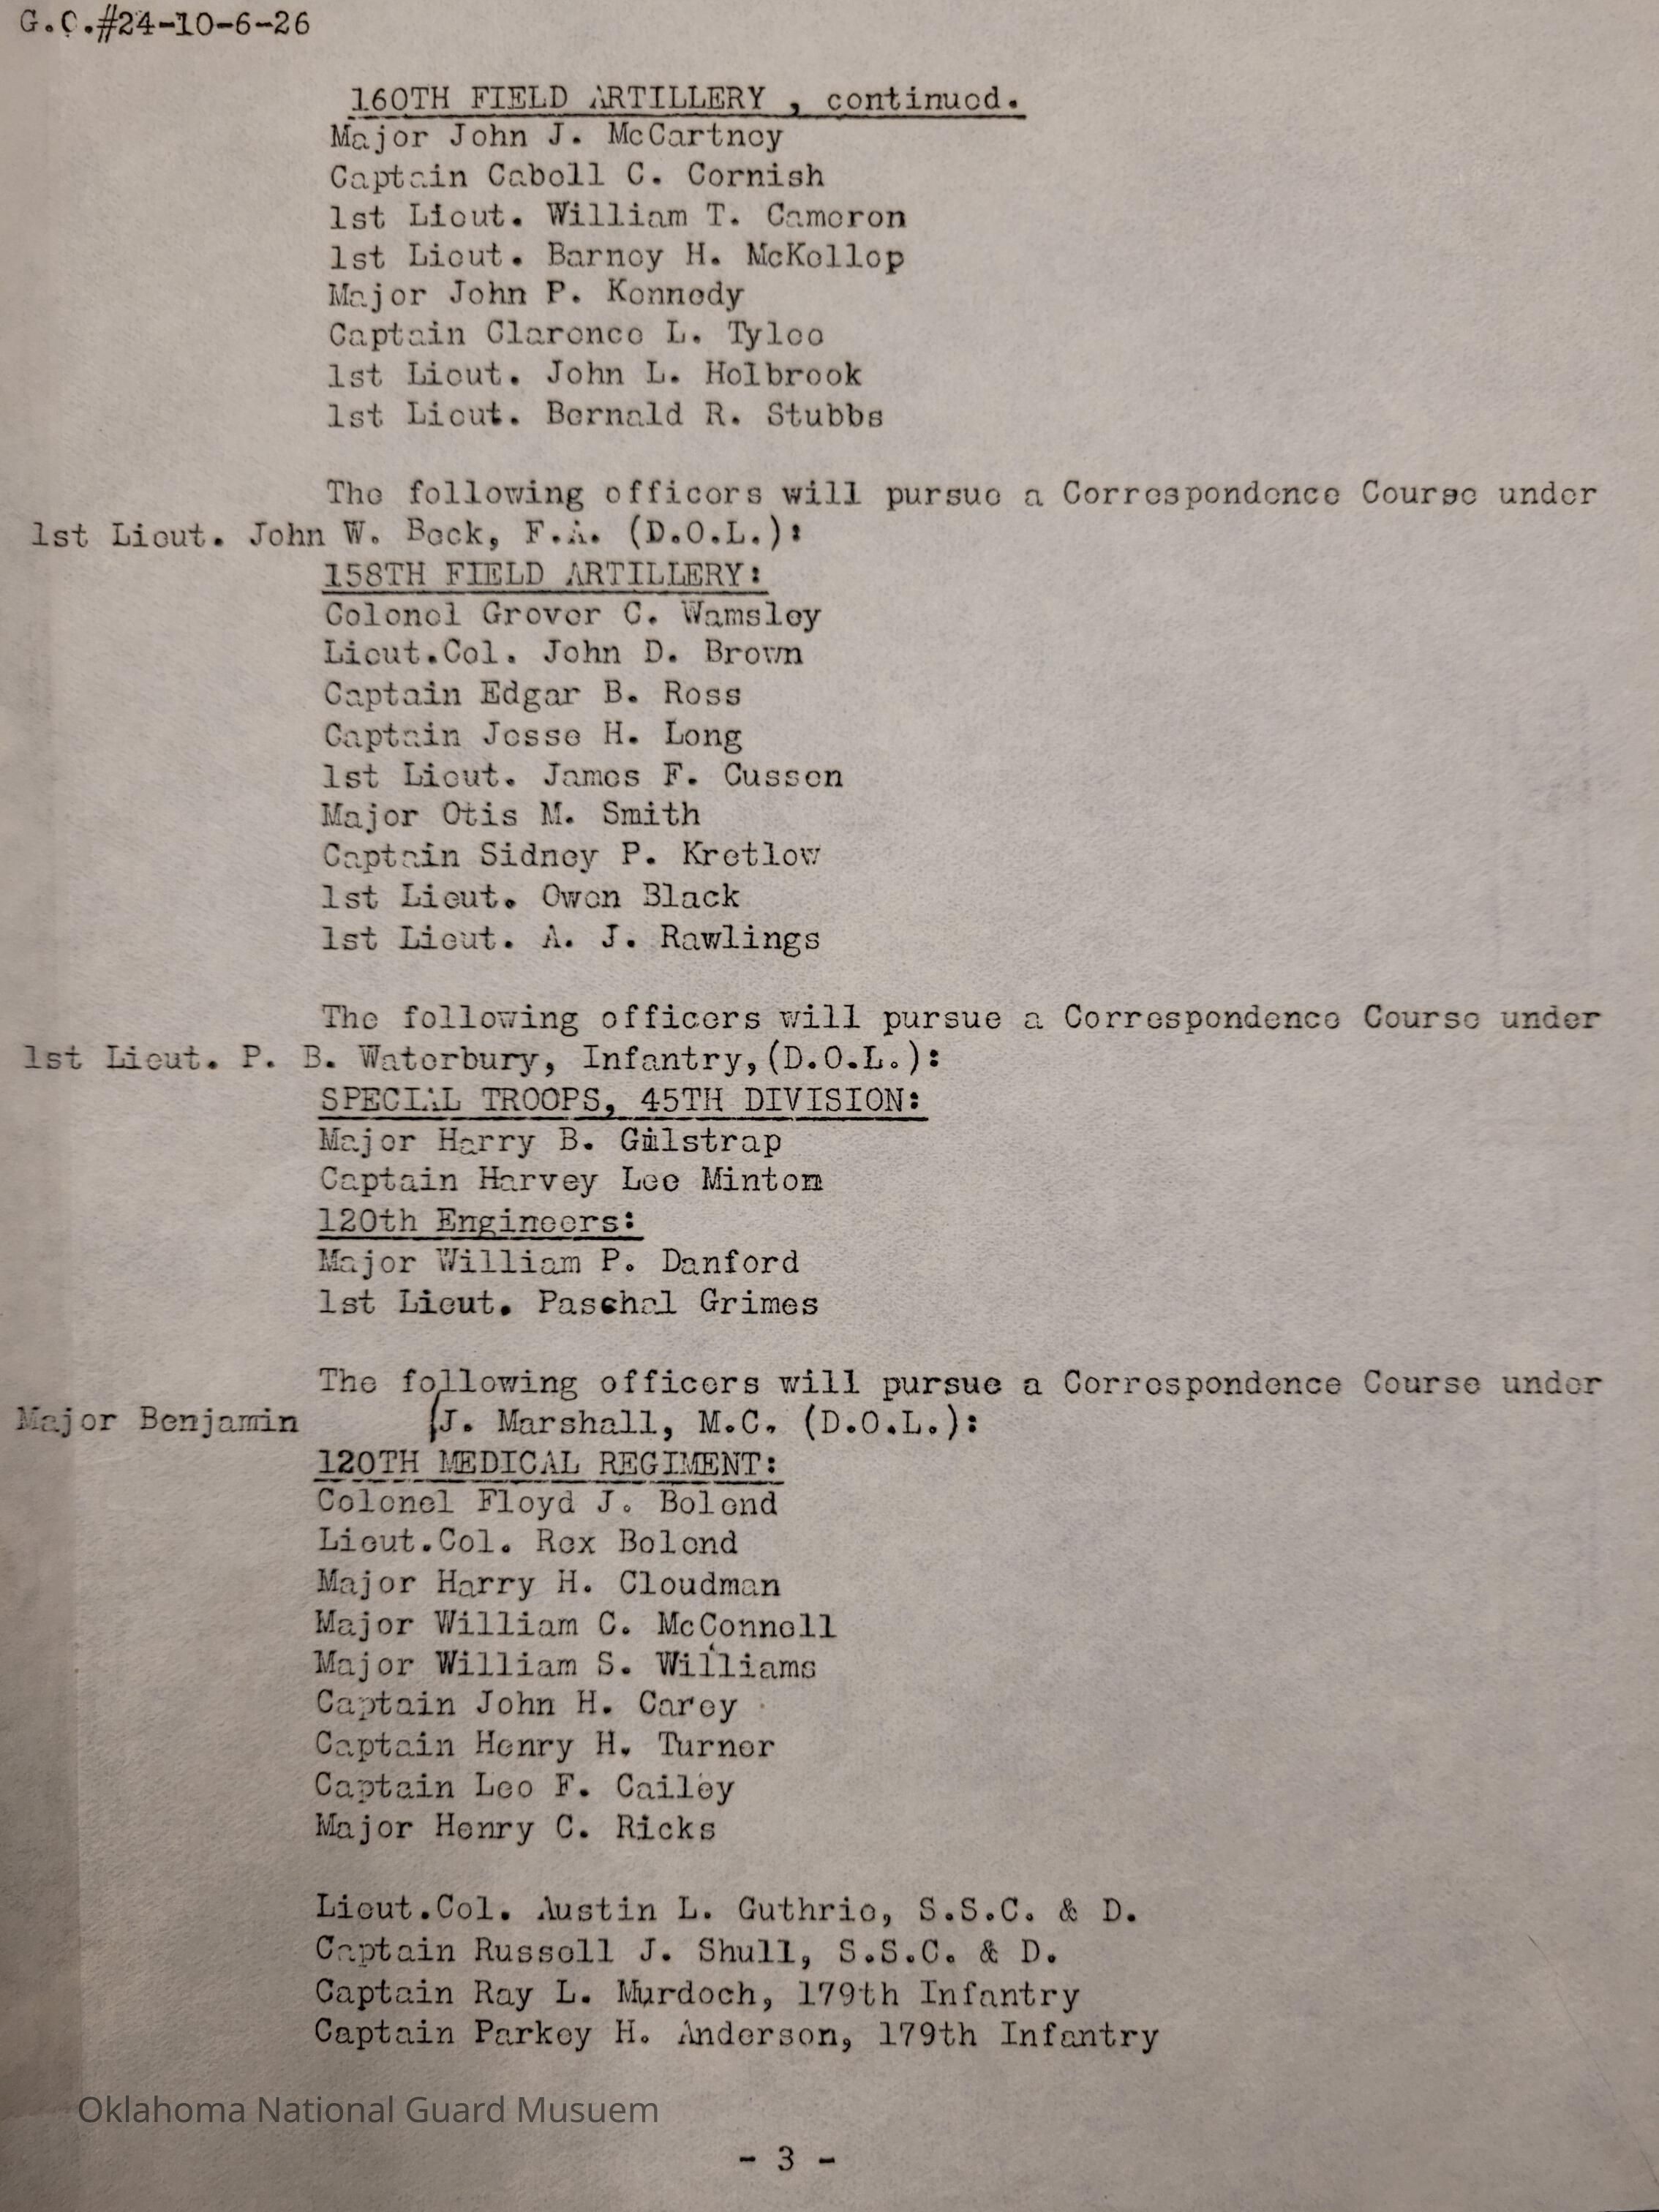 G.O.#24-10-6-26
160TH FIELD ARTILLERY , continued.
Major John J. McCartney
Captain Cabell C. Cornish
1st Lieut. William T. Cameron
1st Lieut. Barney H. McKellop
Major John P. Kennedy
Captain Clarence L. Tylee
1st Lieut. John L. Holbrook
1st Lieut. Bernald R. Stubbs
The following officers will pursue a Correspondence Course under
1st Lieut. John W. Beck, F.A. (D.O.L.):
158TH FIELD ARTILLERY:
Colonel Grover C. Wamsley
Lieut.Col. John D. Brown
Captain Edgar B. Ross
Captain Jesse H. Long
1st Lieut. James F. Cussen
Major Otis M. Smith
Captain Sidney P. Kretlow
1st Lieut. Owen Black
1st Lieut. A. J. Rawlings
The following officers will pursue a Correspondence Course under
1st Lieut. P. B. Waterbury, Infantry,(D.O.L.):
SPECIAL TROOPS, 45TH DIVISION:
Major Harry B. Gilstrap
Captain Harvey Lee Minton
120th Engineers:
Major William P. Danford
1st Lieut. Paschal Grimes
The following officers will pursue a Correspondence Course under
Major Benjamin J. Marshall, M.C. (D.O.L.):
120TH MEDICAL REGIMENT:
Colonel Floyd J. Bolend
Lieut.Col. Rex Bolend
Major Harry H. Cloudman
Major William C. McConnell
Major William S. Williams
Captain John H. Carey
Captain Henry H. Turner
Captain Leo F. Cailey
Major Henry C. Ricks
Lieut.Col. Austin L. Guthrie, S.S.C. & D.
Captain Russell J. Shull, S.S.C. & D.
Captain Ray L. Murdoch, 179th Infantry
Captain Parkey H. Anderson, 179th Infantry
Oklahoma National Guard Musuem
- 3 -